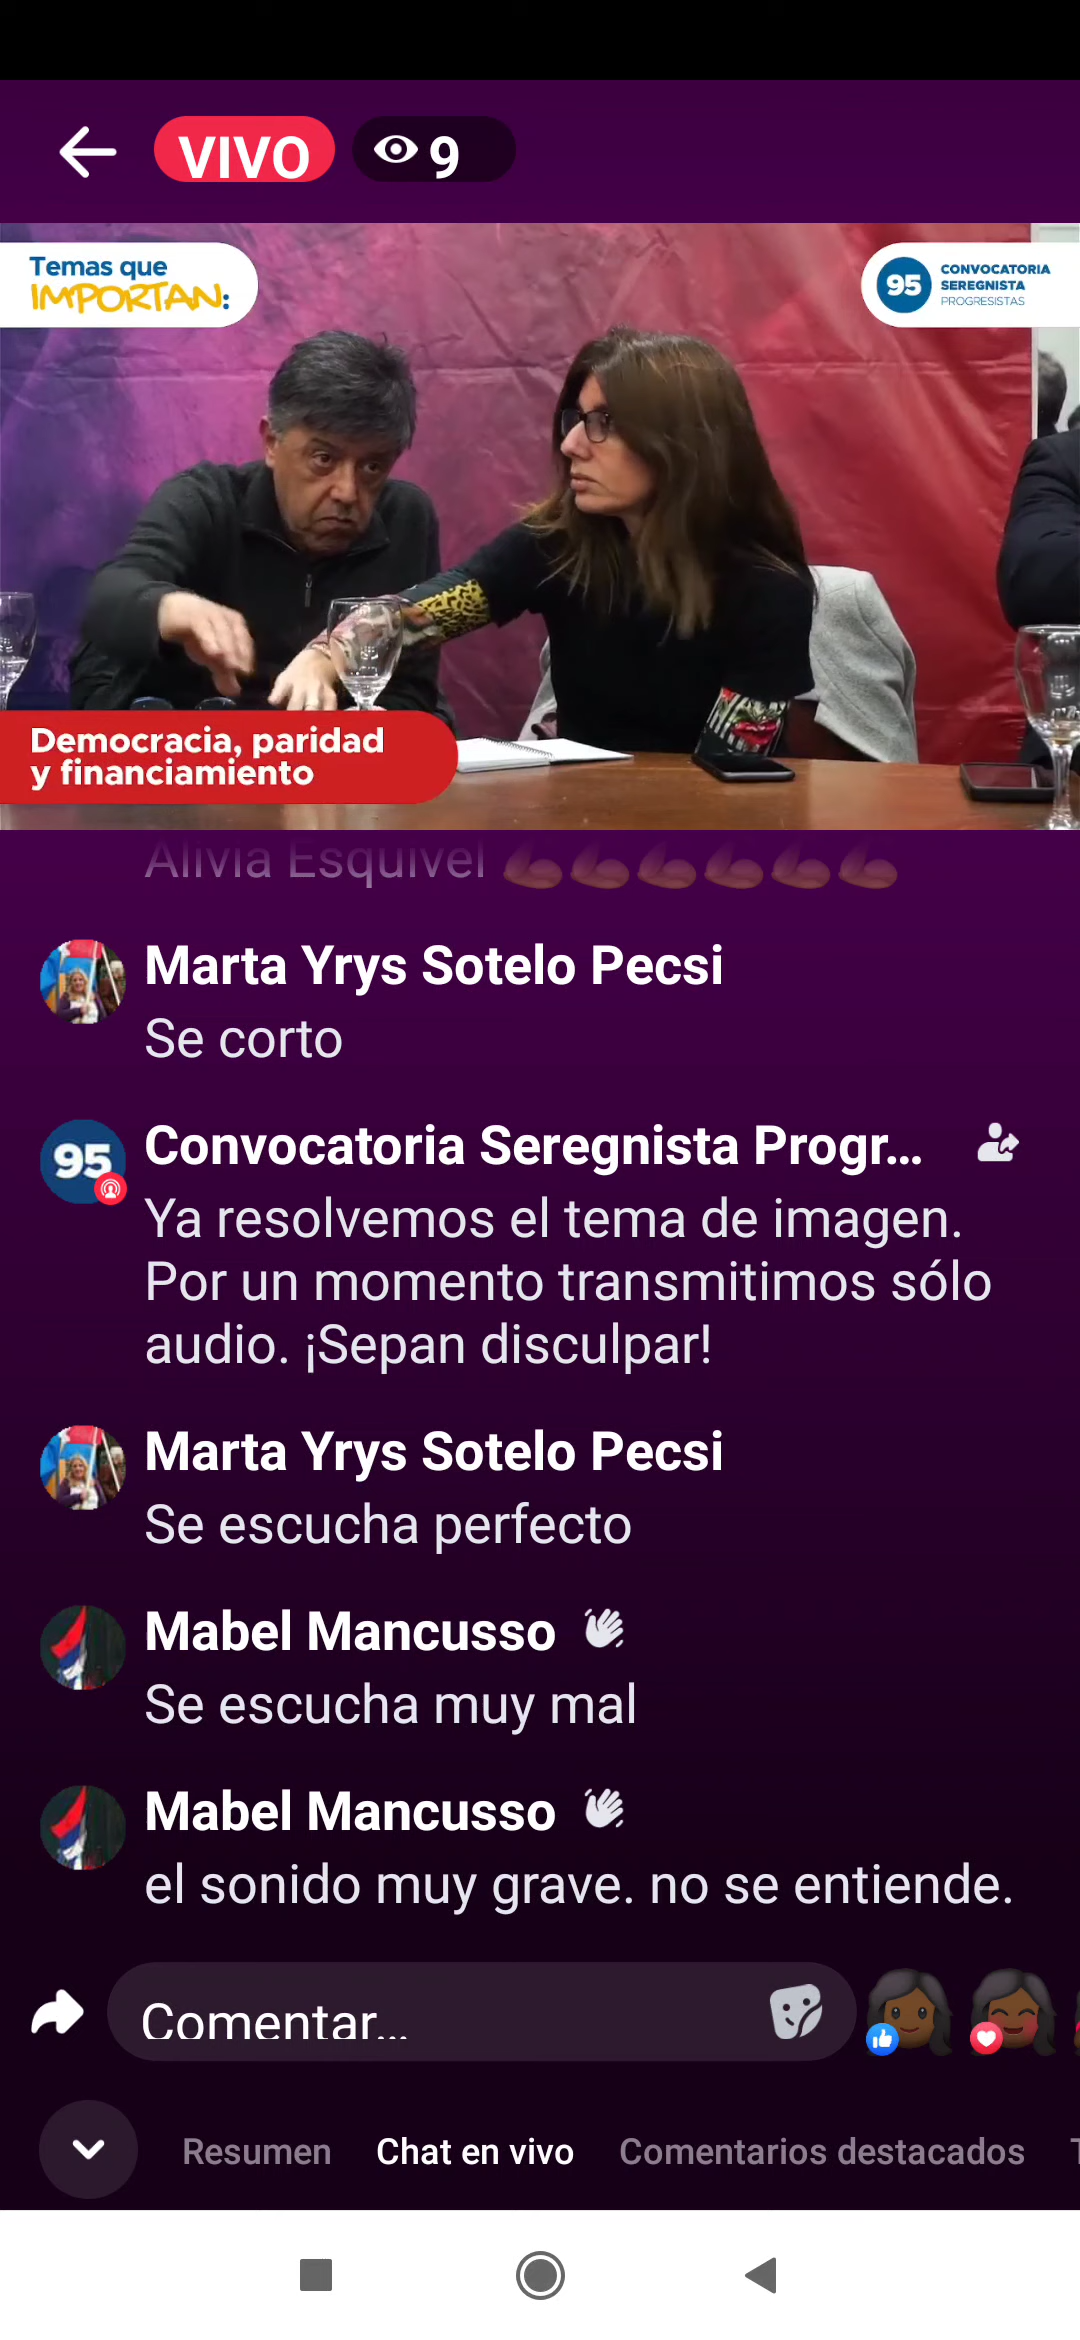 VIVO
9
Temas que
IMPORTAN:
95
CONVOCATORIA
SEREGNISTA
PROGRESISTAS
Democracia, paridad
y financiamiento
Alivia Esquivel
Marta Yrys Sotelo Pecsi
Se corto
95
Convocatoria Seregnista Progr...
Ya resolvemos el tema de imagen.
Por un momento transmitimos sólo
audio. ¡Sepan disculpar!
Marta Yrys Sotelo Pecsi
Se escucha perfecto
Mabel Mancusso
Se escucha muy mal
Mabel Mancusso
el sonido muy grave. no se entiende.
Comentar...
Resumen
Chat en vivo
Comentarios destacados